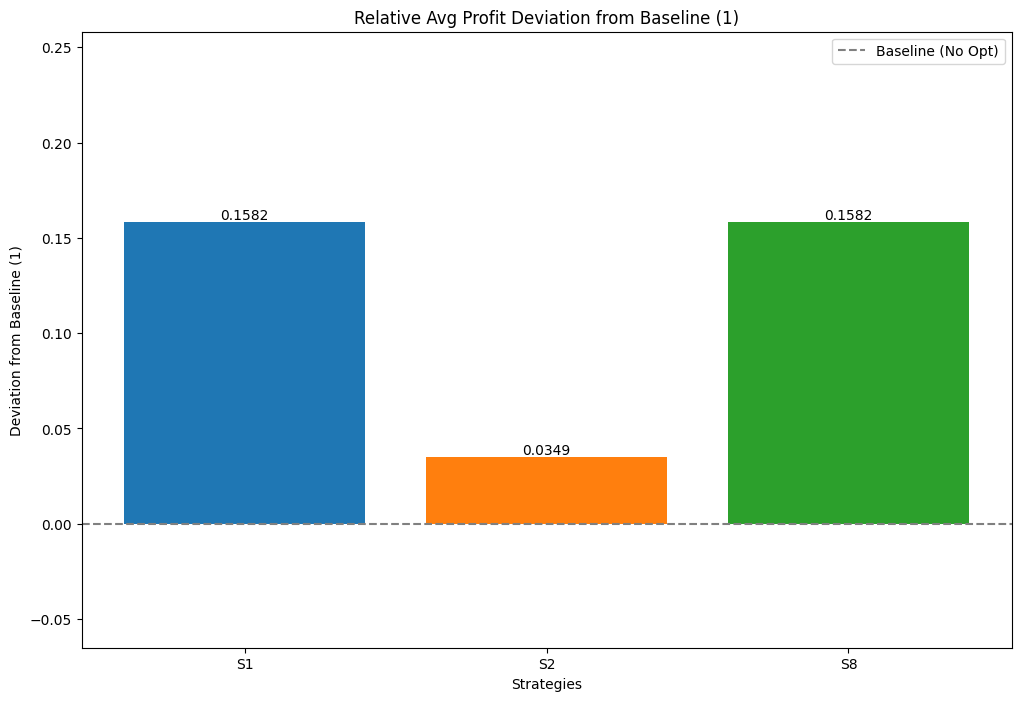 Relative Avg Profit Deviation from Baseline (1)
Baseline (No Opt)
Deviation from Baseline (1)
0.25
0.20
0.15
0.10
0.05
0.00
−0.05
0.1582
0.0349
0.1582
S1
S2
S8
Strategies